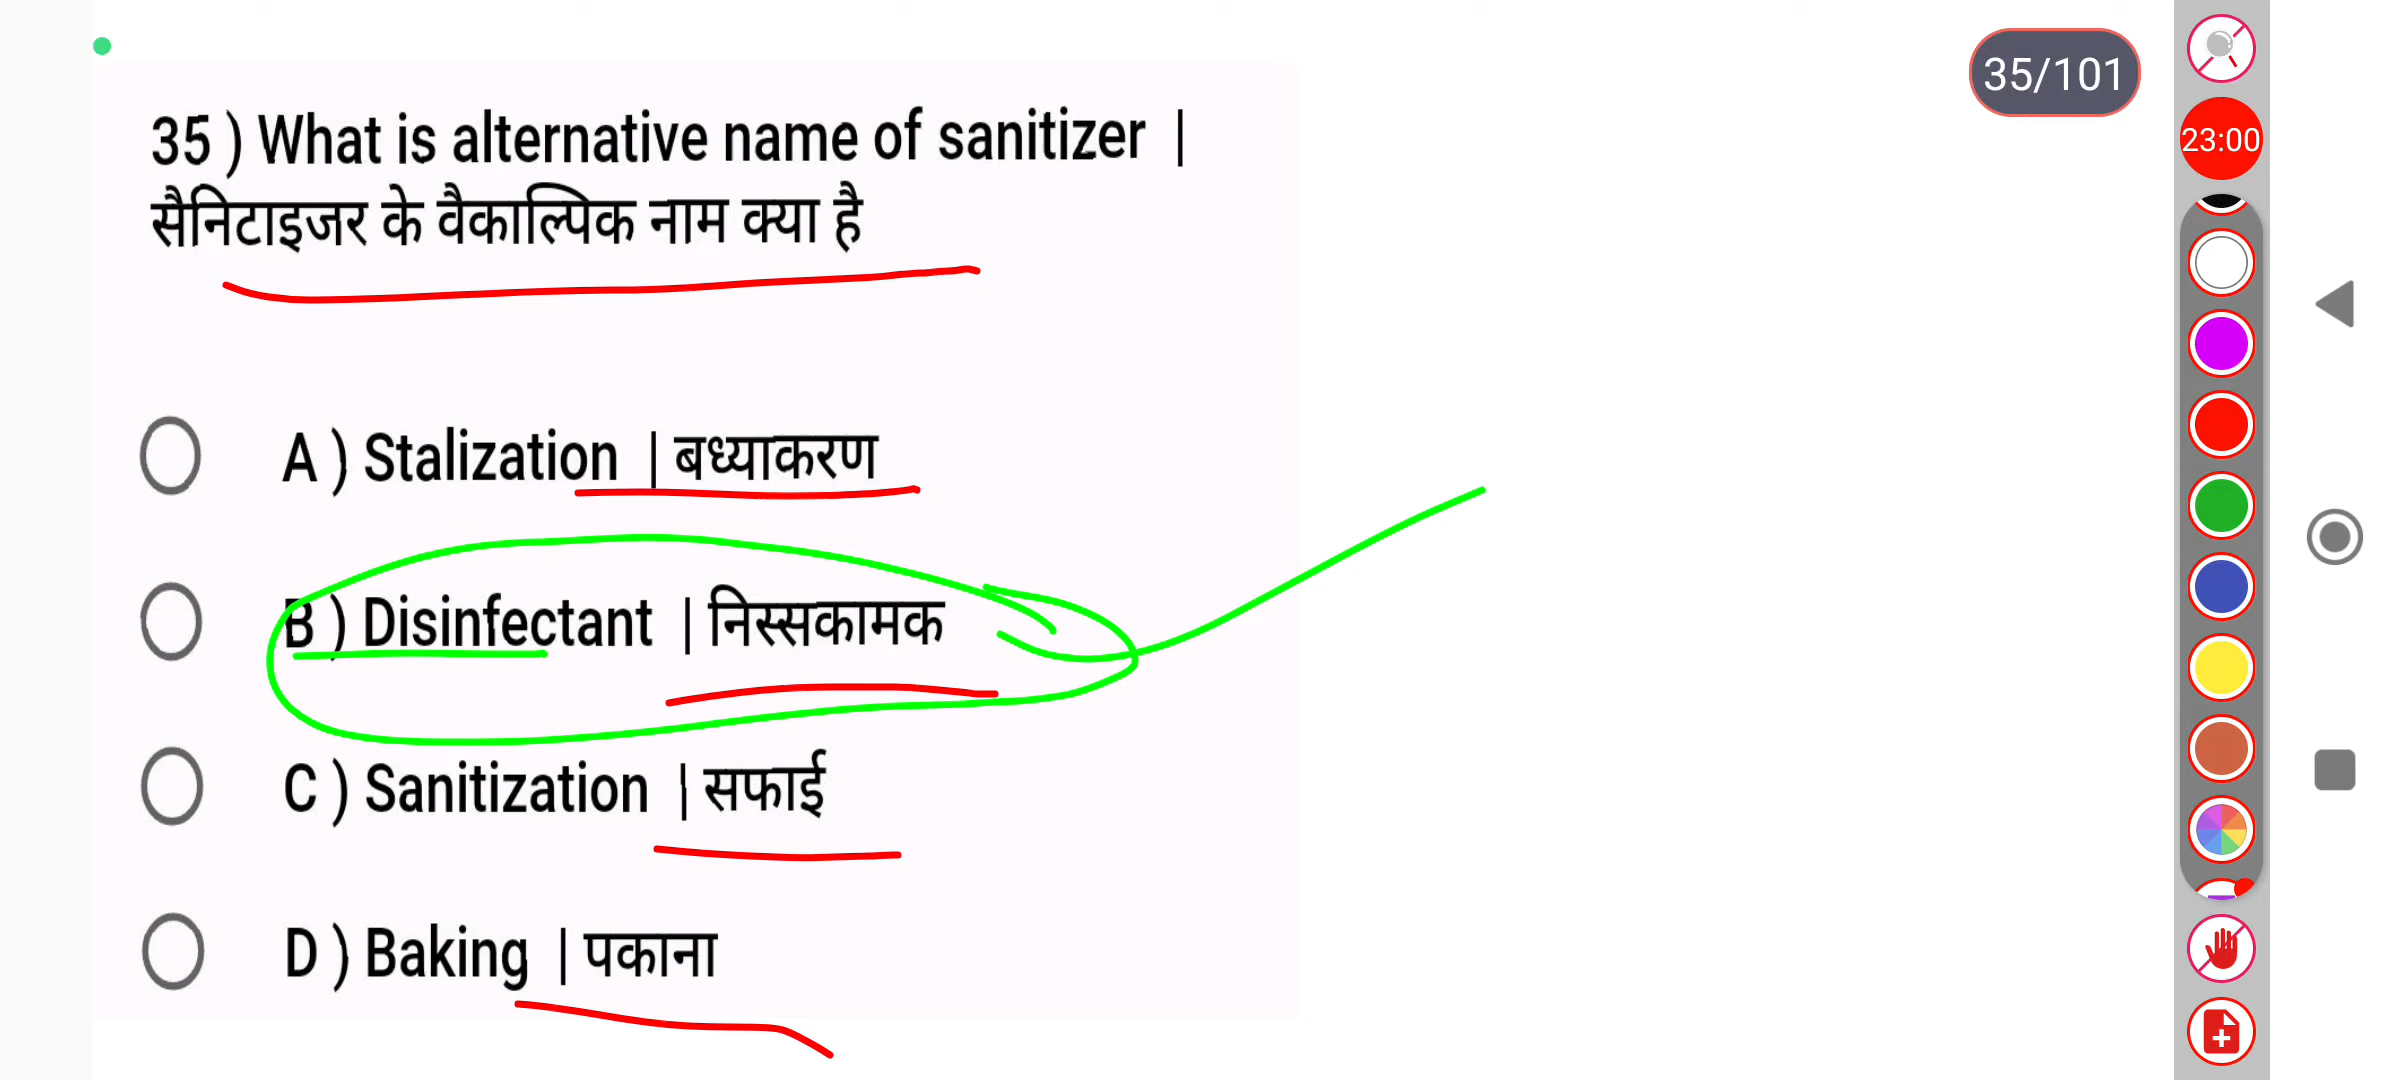 35/101
23:00
35 ) What is alternative name of sanitizer |
सैनिटाइजर के वैकाल्पिक नाम क्या है
A ) Stalization | बध्याकरण
B ) Disinfectant | निस्सकामक
C ) Sanitization | सफाई
D ) Baking | पकाना